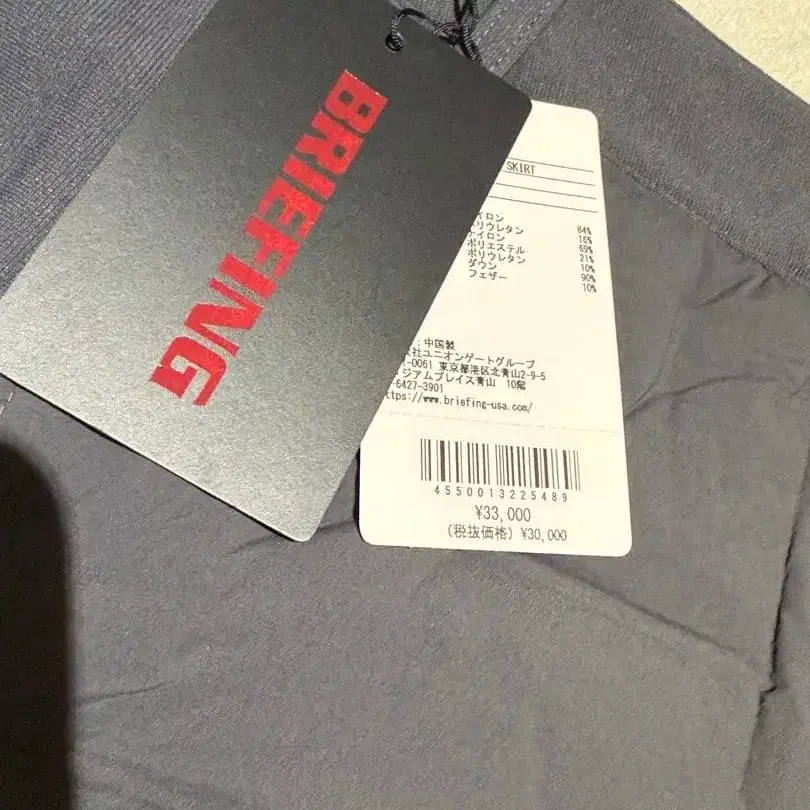 BRIEFING
SKIRT
イロン 84%
リウレタン 16%
ナイロン 69%
ポリエステル 21%
ポリウレタン 10%
ダウン 90%
フェザー 10%
: 中国製
社ユニオンゲートグループ
-0061 東京都港区北青山2-9-5
ジアムプレイス青山 10階
-6427-3901
ttps://www.briefing-usa.com/
4550013225489
¥33,000
(税抜価格) ¥30,000